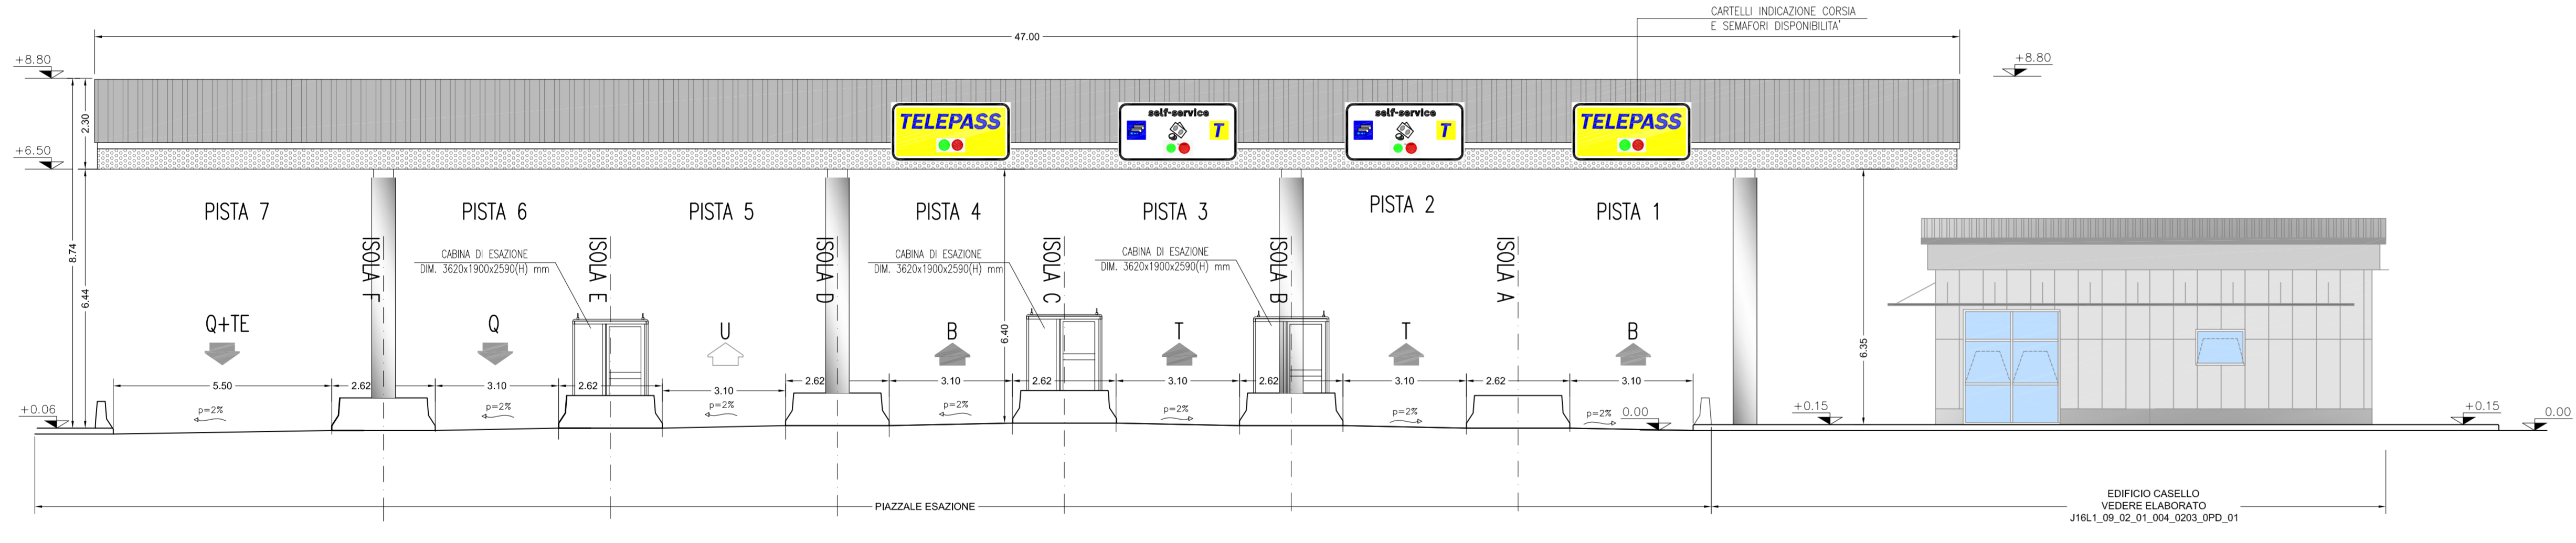 CARTELLI INDICAZIONE CORSIA
E SEMAFORI DISPONIBILITA'
47.00
+8.80
+8.80
2.30
+6.50
TELEPASS
self-service
T
self-service
T
TELEPASS
PISTA 7
PISTA 6
PISTA 5
PISTA 4
PISTA 3
PISTA 2
PISTA 1
8.74
6.44
ISOLA F
CABINA DI ESAZIONE
DIM. 3620x1900x2590(H) mm
ISOLA E
ISOLA D
CABINA DI ESAZIONE
DIM. 3620x1900x2590(H) mm
ISOLA C
CABINA DI ESAZIONE
DIM. 3620x1900x2590(H) mm
ISOLA B
ISOLA A
Q+TE
Q
U
B
6.40
T
T
B
6.35
5.50
2.62
3.10
2.62
3.10
2.62
3.10
2.62
3.10
2.62
3.10
2.62
3.10
+0.06
p=2%
p=2%
p=2%
p=2%
p=2%
p=2%
p=2%
0.00
+0.15
+0.15
0.00
PIAZZALE ESAZIONE
EDIFICIO CASELLO
VEDERE ELABORATO
J16L1_09_02_01_004_0203_0PD_01